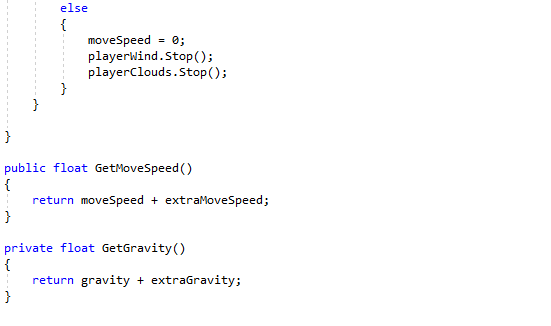 else
{
moveSpeed = 0;
playerWind.Stop();
playerClouds.Stop();
}
}
}
public float GetMoveSpeed()
{
return moveSpeed + extraMoveSpeed;
}
private float GetGravity()
{
return gravity + extraGravity;
}